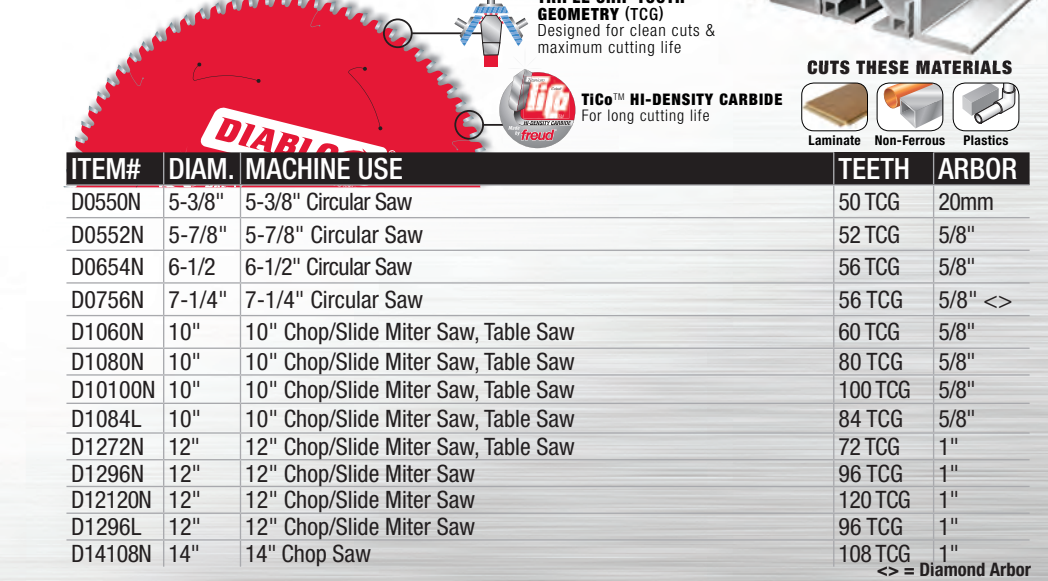 GEOMETRY (TCG)
Designed for clean cuts &
maximum cutting life
CUTS THESE MATERIALS
TiCo™ HI-DENSITY CARBIDE
For long cutting life
TiCo
HI-DENSITY CARBIDE
Made by
freud
Laminate Non-Ferrous Plastics
DIABLO
ITEM# DIAM. MACHINE USE TEETH ARBOR
D0550N 5-3/8" 5-3/8" Circular Saw 50 TCG 20mm
D0552N 5-7/8" 5-7/8" Circular Saw 52 TCG 5/8"
D0654N 6-1/2 6-1/2" Circular Saw 56 TCG 5/8"
D0756N 7-1/4" 7-1/4" Circular Saw 56 TCG 5/8" <>
D1060N 10" 10" Chop/Slide Miter Saw, Table Saw 60 TCG 5/8"
D1080N 10" 10" Chop/Slide Miter Saw, Table Saw 80 TCG 5/8"
D10100N 10" 10" Chop/Slide Miter Saw, Table Saw 100 TCG 5/8"
D1084L 10" 10" Chop/Slide Miter Saw, Table Saw 84 TCG 5/8"
D1272N 12" 12" Chop/Slide Miter Saw, Table Saw 72 TCG 1"
D1296N 12" 12" Chop/Slide Miter Saw 96 TCG 1"
D12120N 12" 12" Chop/Slide Miter Saw 120 TCG 1"
D1296L 12" 12" Chop/Slide Miter Saw 96 TCG 1"
D14108N 14" 14" Chop Saw 108 TCG 1"
<> = Diamond Arbor